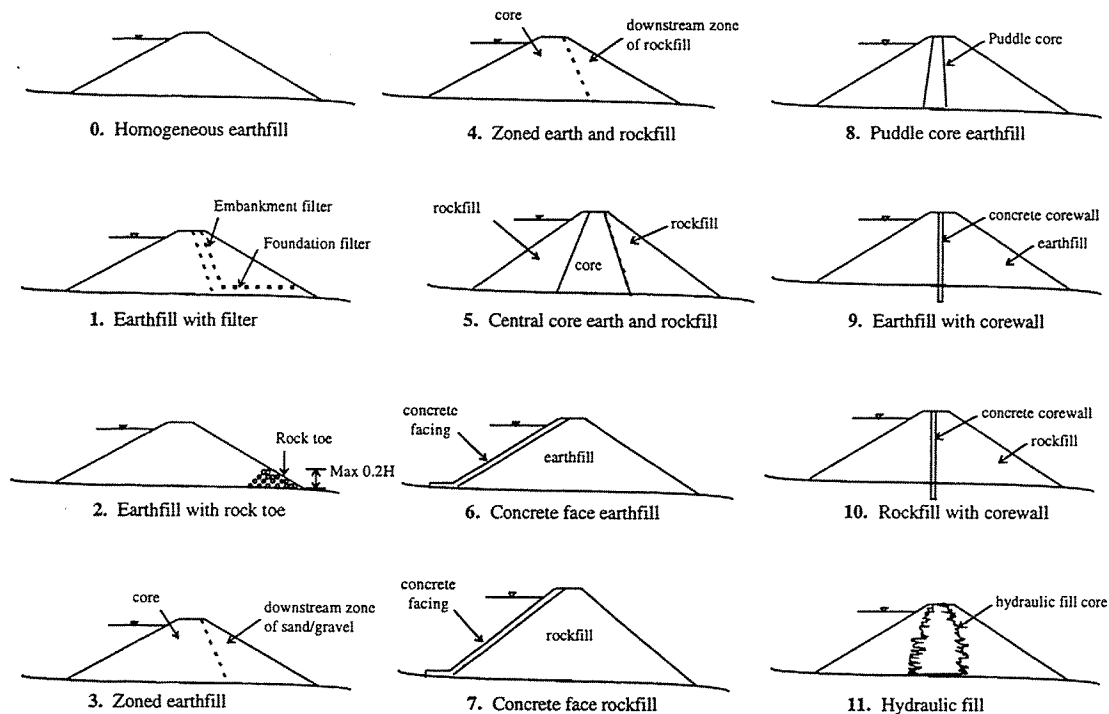 0. Homogeneous earthfill
Embankment filter
Foundation filter
1. Earthfill with filter
Rock toe
Max 0.2H
2. Earthfill with rock toe
core
downstream zone
of sand/gravel
3. Zoned earthfill
core
downstream zone
of rockfill
4. Zoned earth and rockfill
rockfill
rockfill
core
5. Central core earth and rockfill
concrete
facing
earthfill
6. Concrete face earthfill
concrete
facing
rockfill
7. Concrete face rockfill
Puddle core
8. Puddle core earthfill
concrete corewall
earthfill
9. Earthfill with corewall
concrete corewall
rockfill
10. Rockfill with corewall
hydraulic fill core
11. Hydraulic fill